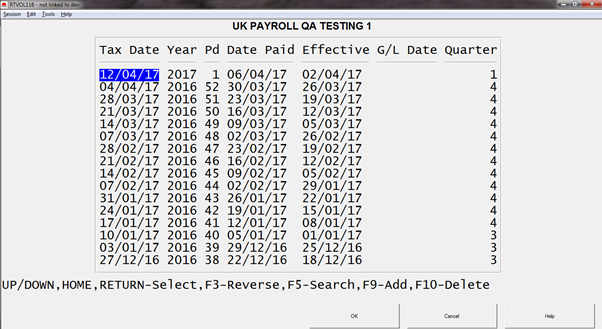 RTVOL116 - not linked to dev
Session Edit Tools Help
UK PAYROLL QA TESTING 1
Tax Date Year Pd Date Paid Effective G/L Date Quarter
12/04/17 2017 1 06/04/17 02/04/17 1
04/04/17 2016 52 30/03/17 26/03/17 4
28/03/17 2016 51 23/03/17 19/03/17 4
21/03/17 2016 50 16/03/17 12/03/17 4
14/03/17 2016 49 09/03/17 05/03/17 4
07/03/17 2016 48 02/03/17 26/02/17 4
28/02/17 2016 47 23/02/17 19/02/17 4
21/02/17 2016 46 16/02/17 12/02/17 4
14/02/17 2016 45 09/02/17 05/02/17 4
07/02/17 2016 44 02/02/17 29/01/17 4
31/01/17 2016 43 26/01/17 22/01/17 4
24/01/17 2016 42 19/01/17 15/01/17 4
17/01/17 2016 41 12/01/17 08/01/17 4
10/01/17 2016 40 05/01/17 01/01/17 3
03/01/17 2016 39 29/12/16 25/12/16 3
27/12/16 2016 38 22/12/16 18/12/16 3
UP/DOWN,HOME,RETURN-Select,F3-Reverse,F5-Search,F9-Add,F10-Delete
OK Cancel Help